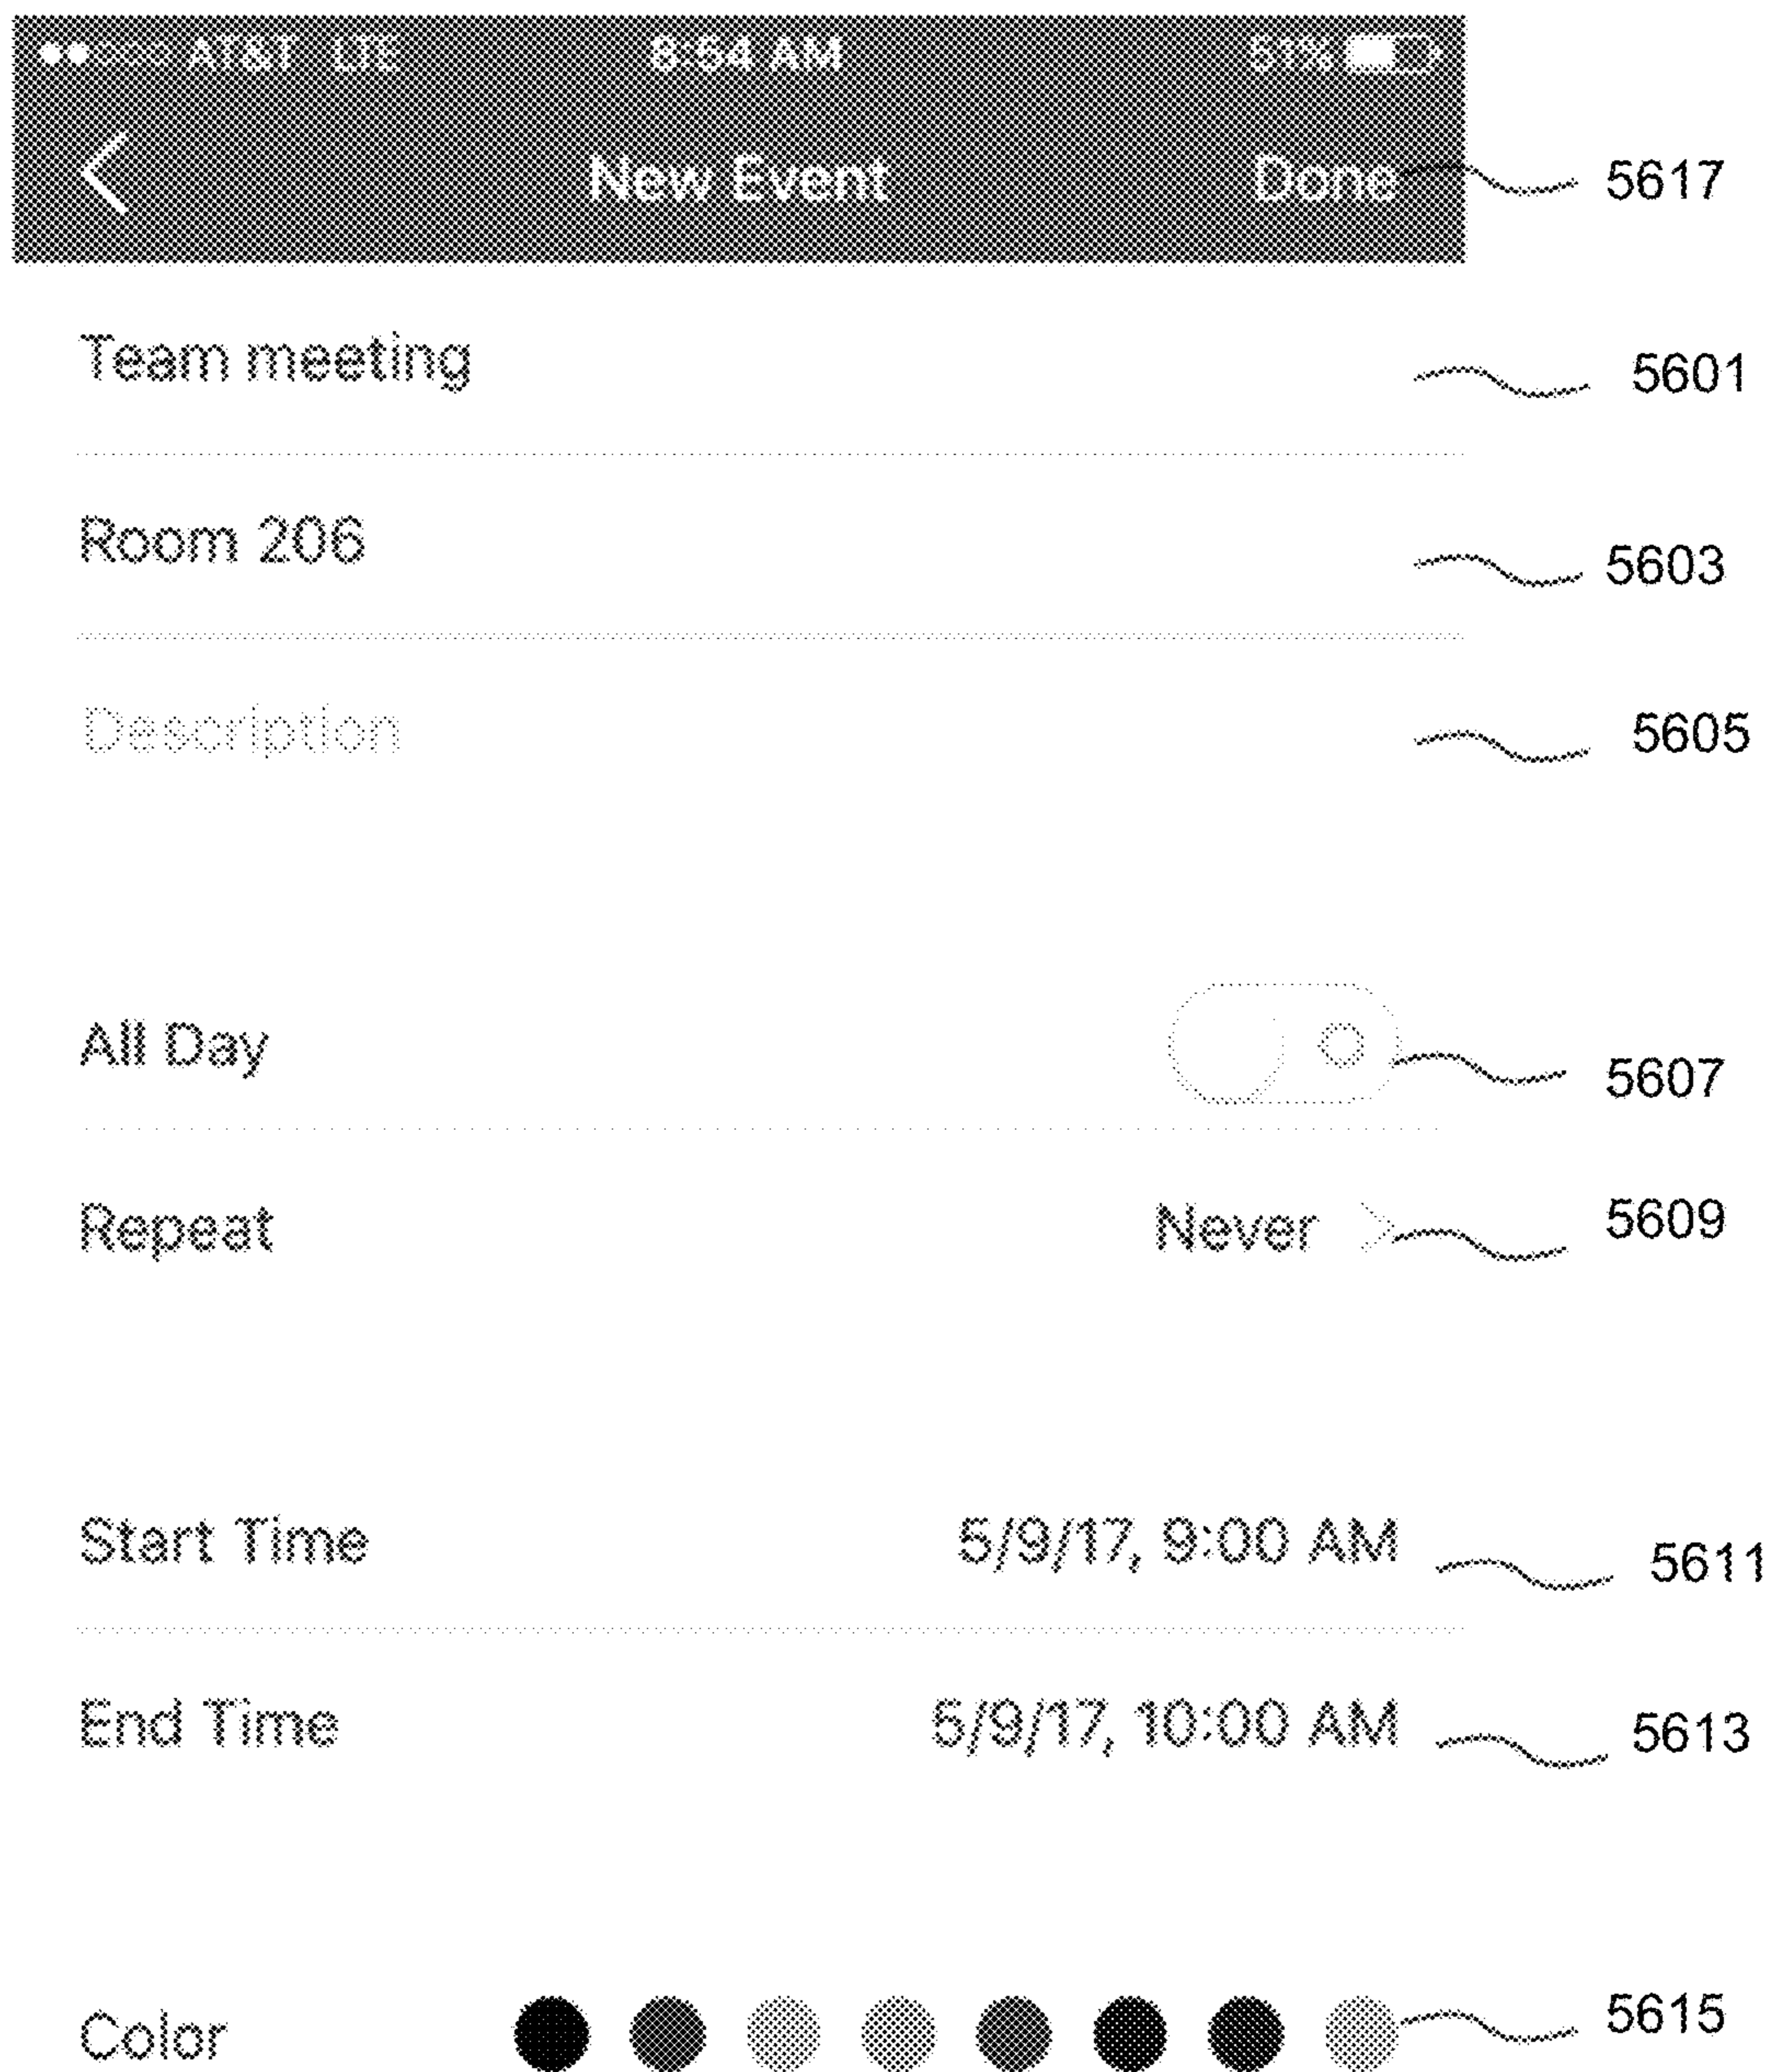 AT&T LTE 8:54 AM 51%
New Event Done 5617
Team meeting 5601
Room 206 5603
Description 5605
All Day 5607
Repeat Never 5609
Start Time 5/9/17, 9:00 AM 5611
End Time 5/9/17, 10:00 AM 5613
Color 5615